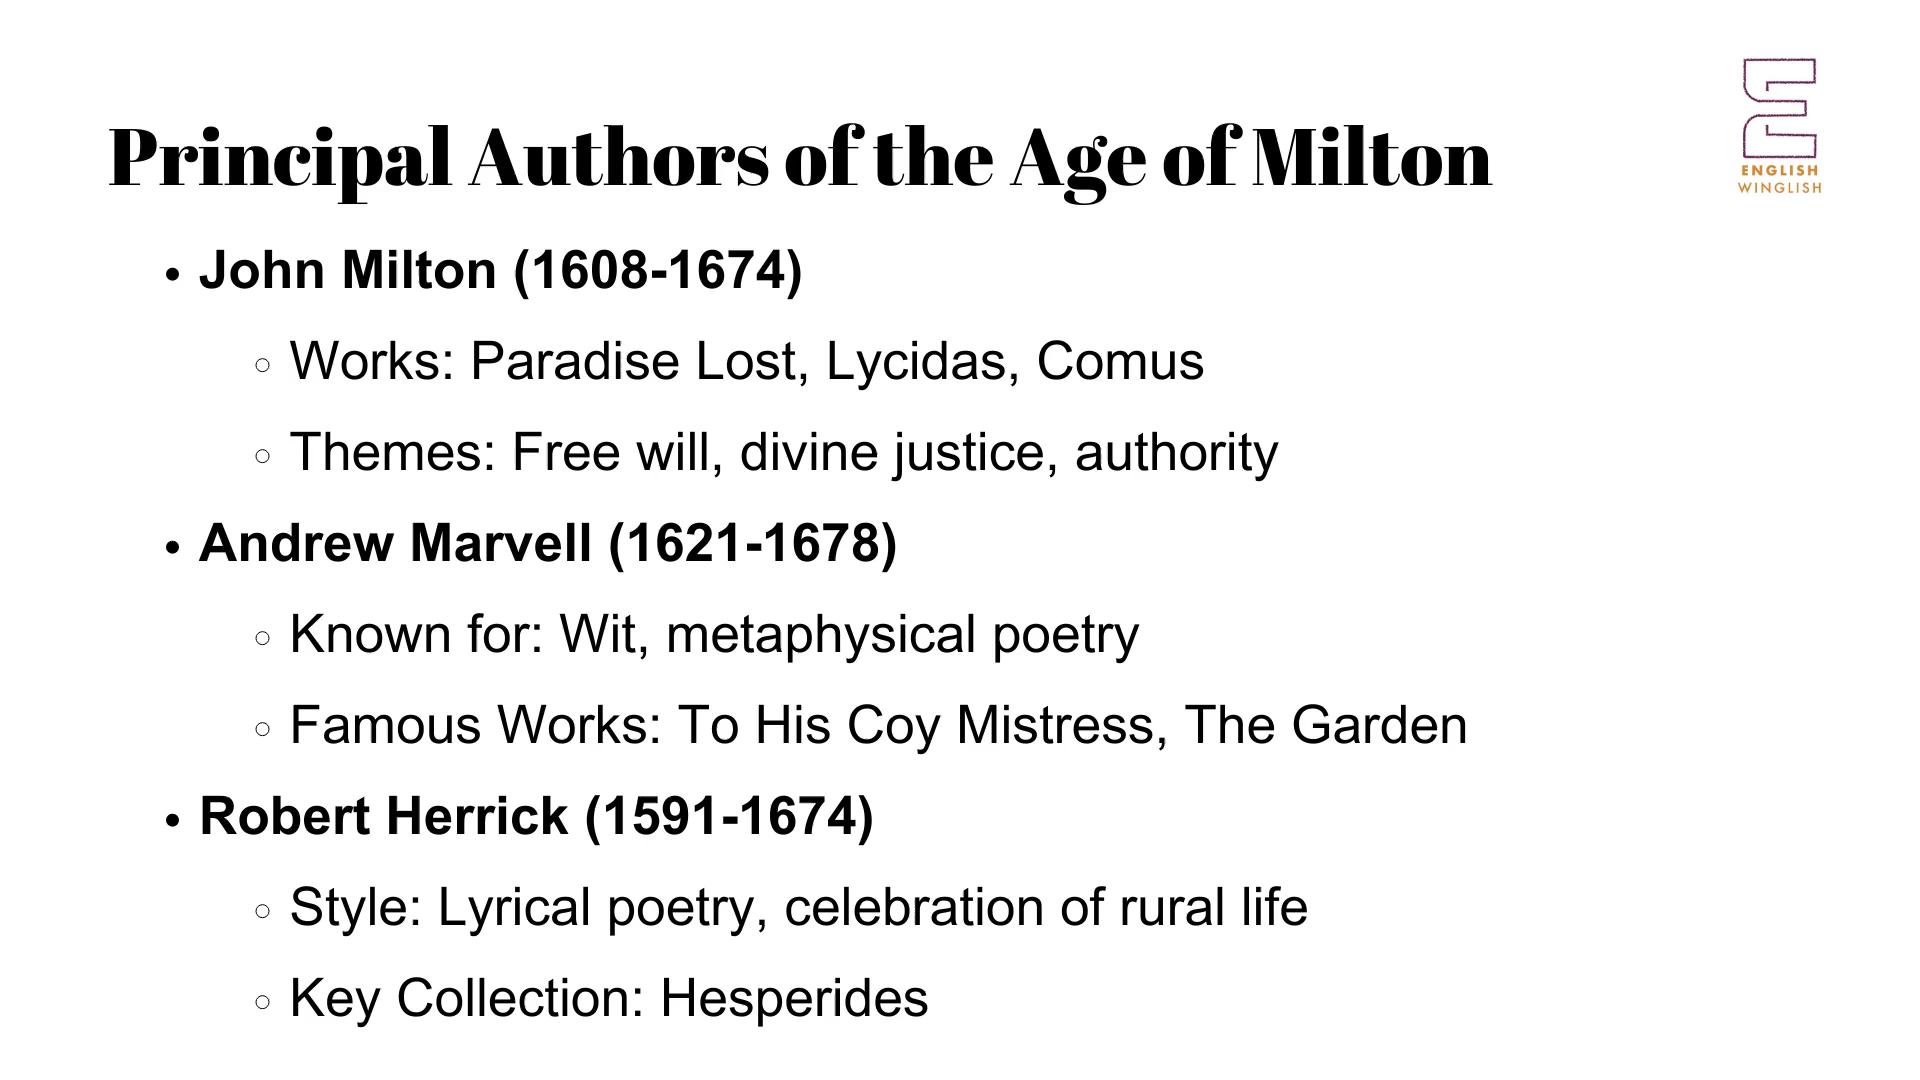 Principal Authors of the Age of Milton
ENGLISH
WINGLISH
• John Milton (1608-1674)
◦ Works: Paradise Lost, Lycidas, Comus
◦ Themes: Free will, divine justice, authority
• Andrew Marvell (1621-1678)
◦ Known for: Wit, metaphysical poetry
◦ Famous Works: To His Coy Mistress, The Garden
• Robert Herrick (1591-1674)
◦ Style: Lyrical poetry, celebration of rural life
◦ Key Collection: Hesperides